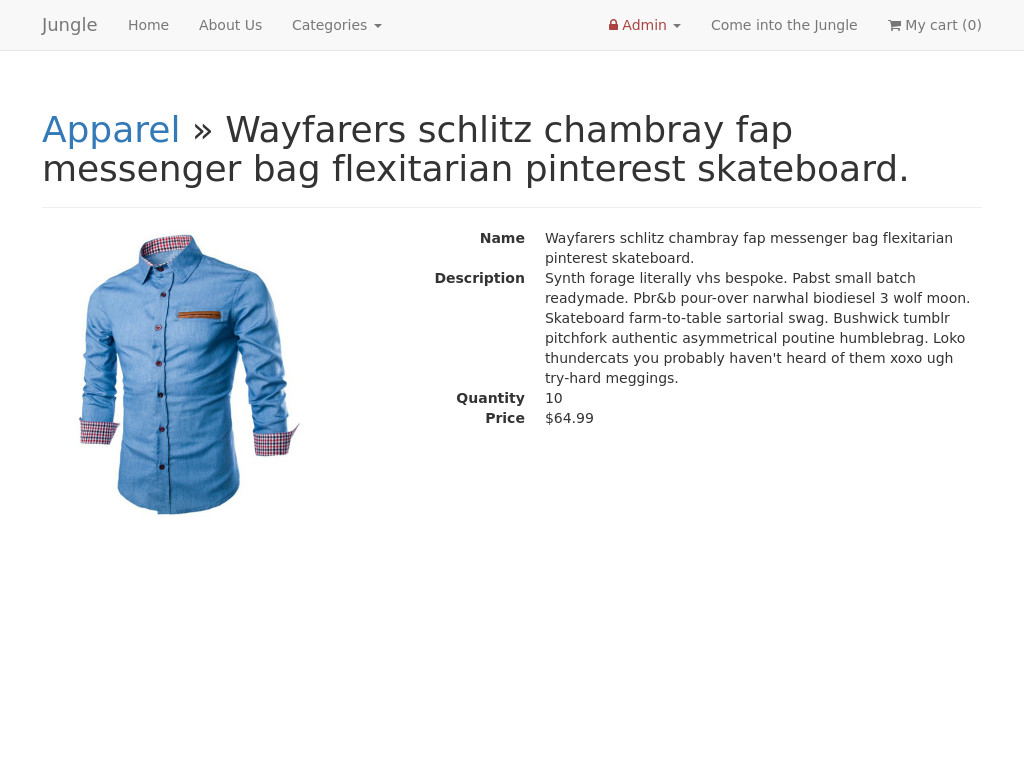 Jungle Home About Us Categories Admin Come into the Jungle My cart (0)
Apparel » Wayfarers schlitz chambray fap
messenger bag flexitarian pinterest skateboard.
Name Wayfarers schlitz chambray fap messenger bag flexitarian
pinterest skateboard.
Description Synth forage literally vhs bespoke. Pabst small batch
readymade. Pbr&b pour-over narwhal biodiesel 3 wolf moon.
Skateboard farm-to-table sartorial swag. Bushwick tumblr
pitchfork authentic asymmetrical poutine humblebrag. Loko
thundercats you probably haven't heard of them xoxo ugh
try-hard meggings.
Quantity 10
Price $64.99